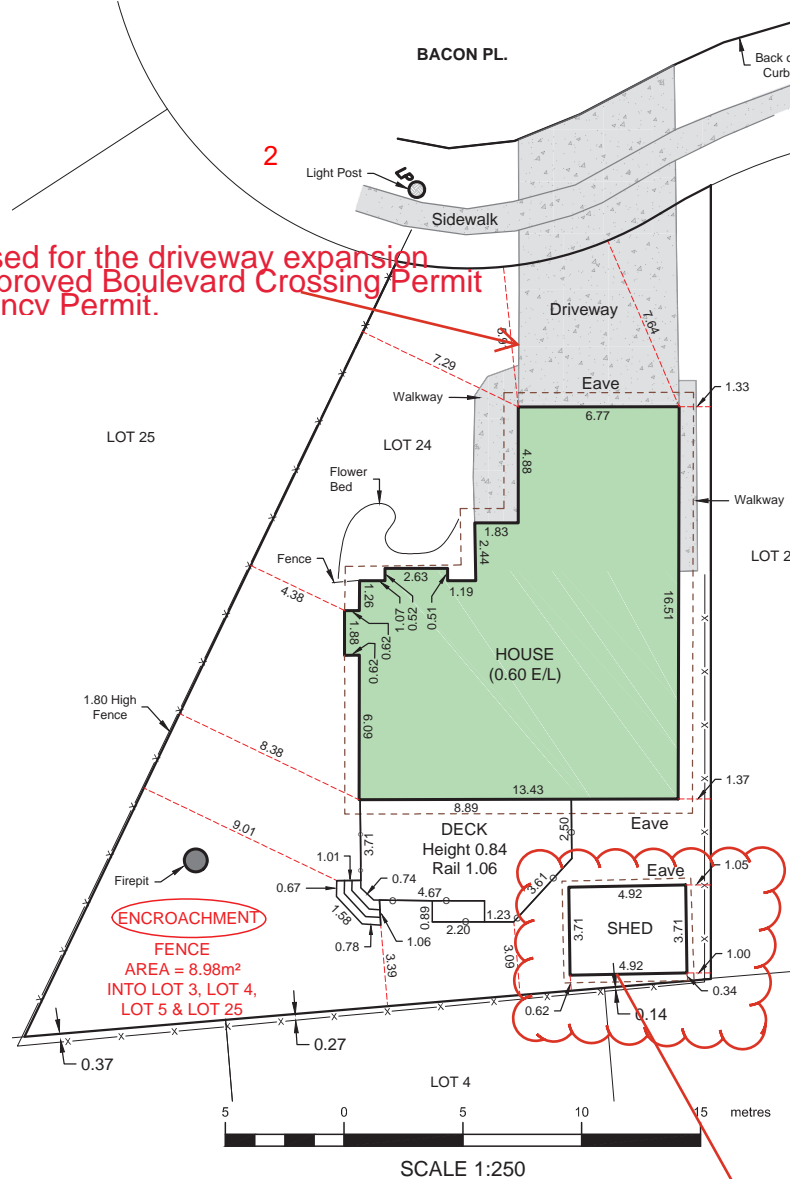 BACON PL.
Back
Curb
2
Light Post
LP
Sidewalk
for the driveway expansion
Boulevard Crossing Permit
Permit.
Driveway
7.64
7.29
Eave
1.33
Walkway
6.77
LOT 25
LOT 24
4.88
Flower
Bed
Walkway
1.83
2.44
Fence
LOT
2.63
1.19
4.38
1.26
1.07
0.52
0.51
16.51
1.88
0.62
0.62
HOUSE
(0.60 E/L)
1.80 High
Fence
6.09
8.38
1.37
13.43
8.89
9.01
DECK
Height 0.84
Rail 1.06
2.50
Eave
3.71
Eave
1.05
1.01
0.74
3.61
Firepit
0.67
4.67
4.92
1.58
0.89
1.23
2.20
3.71
SHED
3.71
ENCROACHMENT
0.78
1.06
FENCE
AREA = 8.98m²
INTO LOT 3, LOT 4,
LOT 5 & LOT 25
3.39
3.09
4.92
1.00
0.34
0.62
0.14
0.27
0.37
LOT 4
5 0 5 10 15 metres
SCALE 1:250